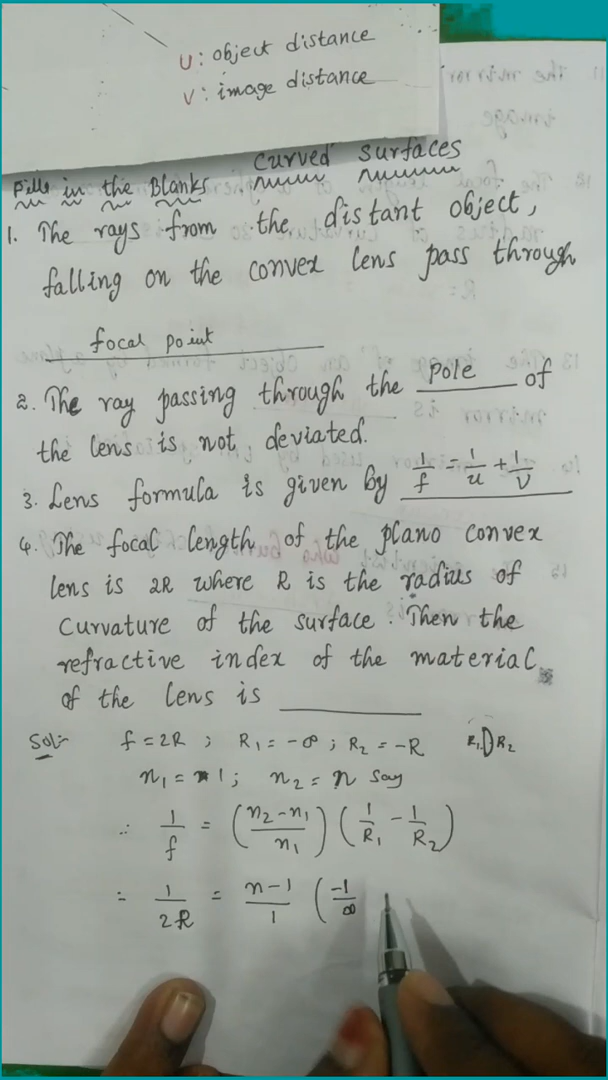 u : object distance
v : image distance
Curved Surfaces
Fills in the Blanks
1. The rays from the distant object,
falling on the convex lens pass through
focal point
2. The ray passing through the Pole of
the lens is not deviated.
3. Lens formula is given by 1/f = 1/u + 1/v
4. The focal length of the plano convex
lens is 2R where R is the radius of
Curvature of the surface. Then the
refractive index of the material
of the lens is ________
Sol:- f = 2R ; R₁ = -∞ ; R₂ = -R R₁ R₂
n₁ = 1 ; n₂ = n Say
∴ 1/f = (n₂ - n₁ / n₁) (1/R₁ - 1/R₂)
= 1/2R = n-1/1 (-1/∞